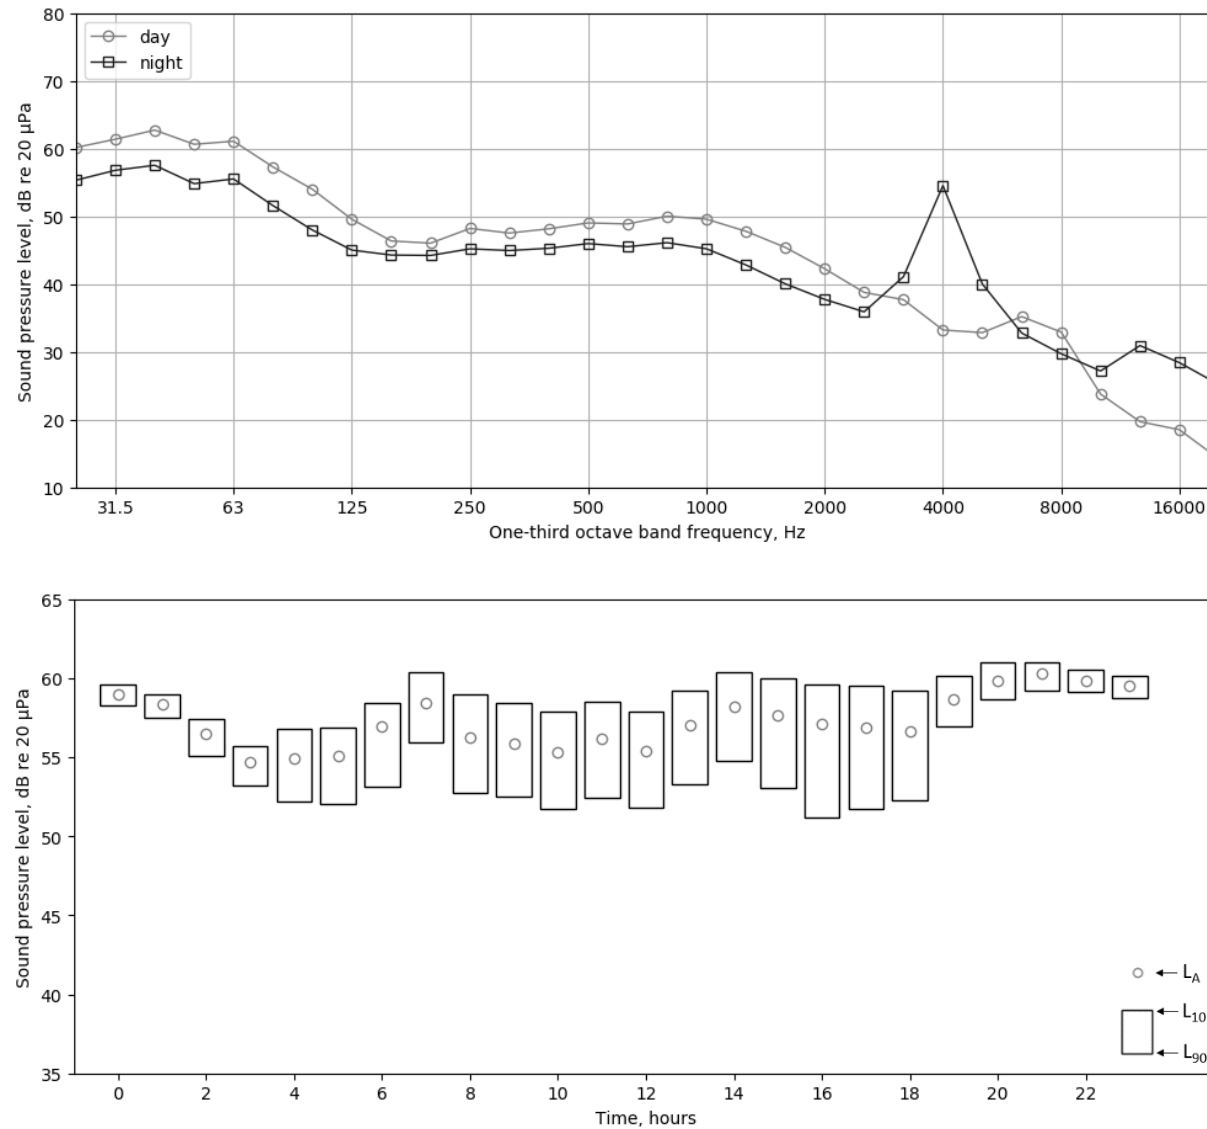 80
70
60
50
40
30
20
10
Sound pressure level, dB re 20 µPa
day
night
31.5 63 125 250 500 1000 2000 4000 8000 16000
One-third octave band frequency, Hz
65
60
55
50
45
40
35
Sound pressure level, dB re 20 µPa
L_A
L_10
L_90
0 2 4 6 8 10 12 14 16 18 20 22
Time, hours